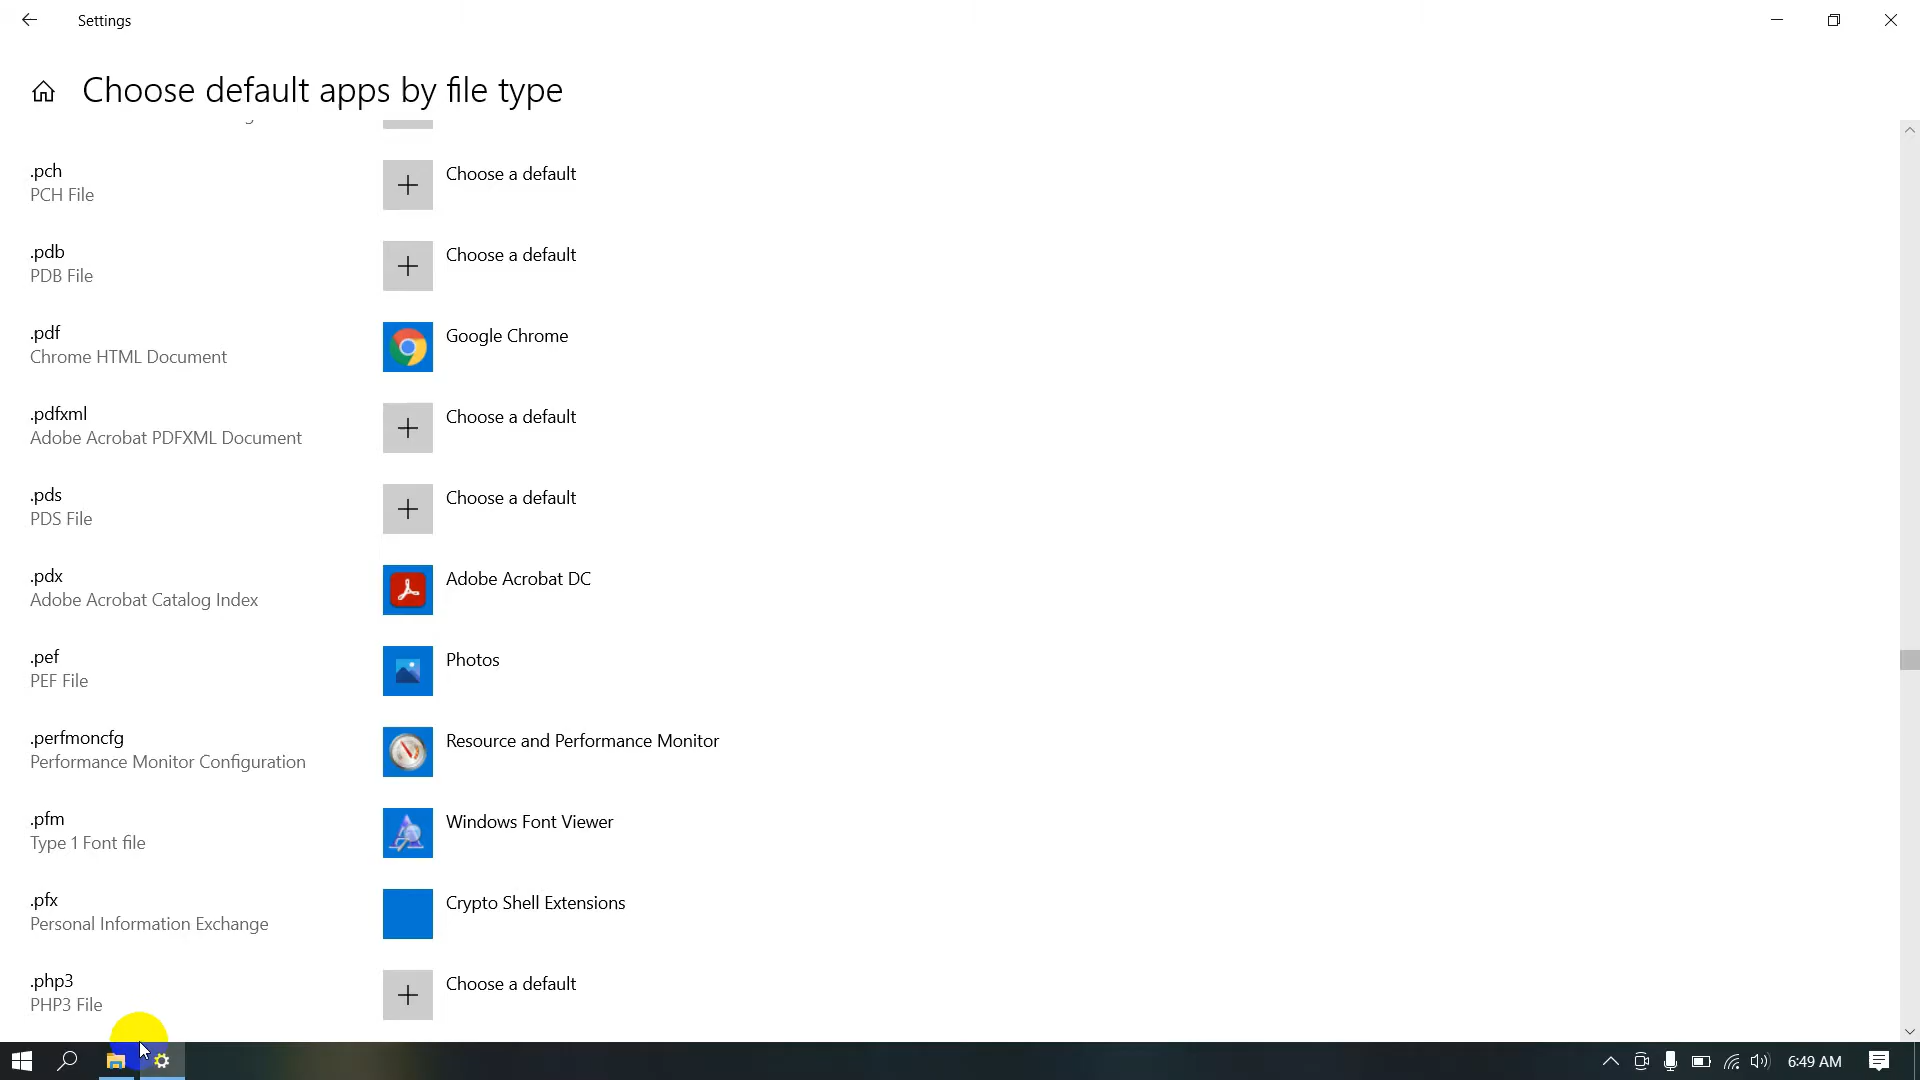 Settings
Choose default apps by file type
.pch
PCH File
Choose a default
.pdb
PDB File
Choose a default
.pdf
Chrome HTML Document
Google Chrome
.pdfxml
Adobe Acrobat PDFXML Document
Choose a default
.pds
PDS File
Choose a default
.pdx
Adobe Acrobat Catalog Index
Adobe Acrobat DC
.pef
PEF File
Photos
.perfmoncfg
Performance Monitor Configuration
Resource and Performance Monitor
.pfm
Type 1 Font file
Windows Font Viewer
.pfx
Personal Information Exchange
Crypto Shell Extensions
.php3
PHP3 File
Choose a default
6:49 AM